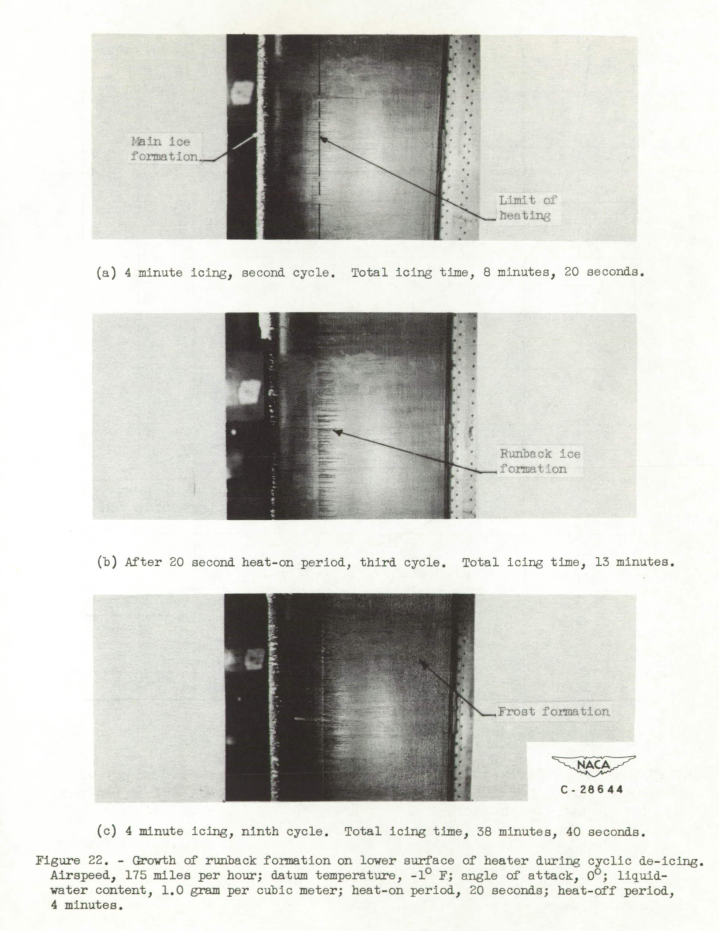 Main ice
formation
Limit of
heating
(a) 4 minute icing, second cycle. Total icing time, 8 minutes, 20 seconds.
Runback ice
formation
(b) After 20 second heat-on period, third cycle. Total icing time, 13 minutes.
Frost formation
NACA
C-28644
(c) 4 minute icing, ninth cycle. Total icing time, 38 minutes, 40 seconds.
Figure 22. - Growth of runback formation on lower surface of heater during cyclic de-icing.
Airspeed, 175 miles per hour; datum temperature, -1° F; angle of attack, 0°; liquid-
water content, 1.0 gram per cubic meter; heat-on period, 20 seconds; heat-off period,
4 minutes.